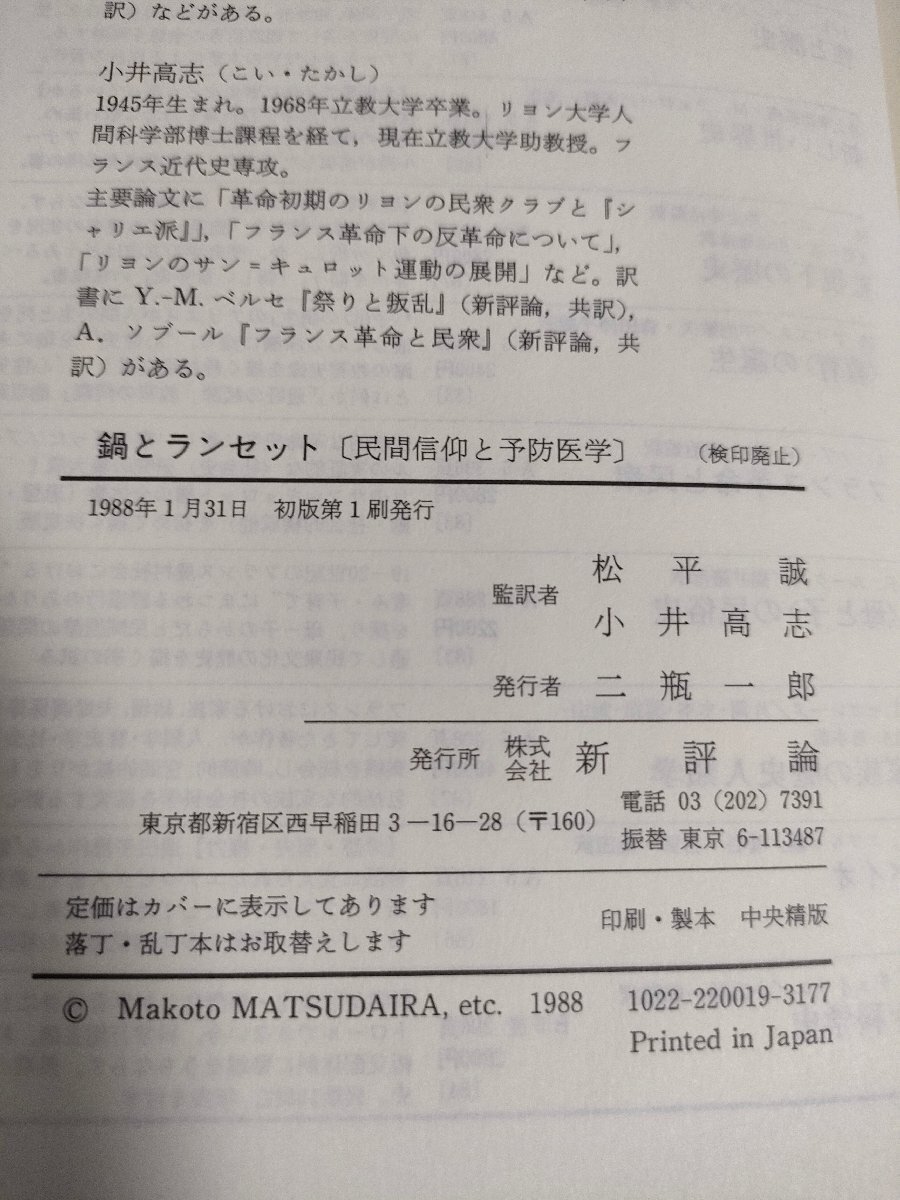 訳）などがある。
小井高志（こい・たかし）
1945年生まれ。1968年立教大学卒業。リヨン大学人
間科学部博士課程を経て，現在立教大学助教授。フ
ランス近代史専攻。
主要論文に「革命初期のリヨンの民衆クラブと『シ
ャリエ派』」，「フランス革命下の反革命について」，
「リヨンのサン＝キュロット運動の展開」など。訳
書に Y.-M. ベルセ『祭りと叛乱』（新評論，共訳），
A．ソブール『フランス革命と民衆』（新評論，共
訳）がある。
鍋とランセット〔民間信仰と予防医学〕 （検印廃止）
1988年1月31日 初版第1刷発行
監訳者 松平誠
小井高志
発行者 二瓶一郎
発行所 株式会社 新評論
東京都新宿区西早稲田3―16―28（〒160）
電話 03（202）7391
振替 東京 6-113487
定価はカバーに表示してあります
落丁・乱丁本はお取替えします
印刷・製本 中央精版
© Makoto MATSUDAIRA, etc. 1988
1022-220019-3177
Printed in Japan